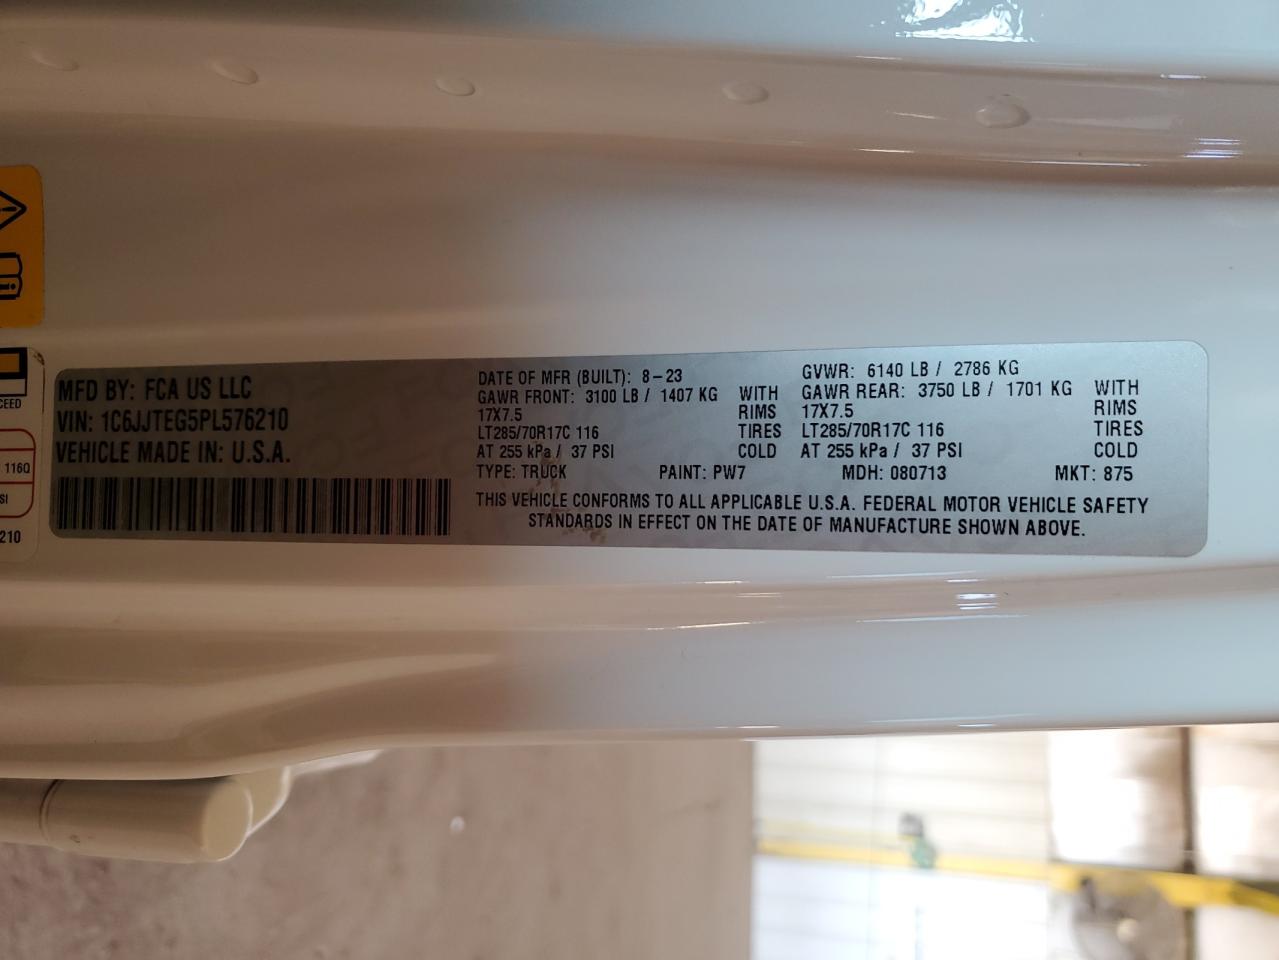 MFD BY: FCA US LLC
VIN: 1C6JJTEG5PL576210
VEHICLE MADE IN: U.S.A.
DATE OF MFR (BUILT): 8-23
GAWR FRONT: 3100 LB / 1407 KG WITH
17X7.5 RIMS
LT285/70R17C 116 TIRES
AT 255 kPa / 37 PSI COLD
GVWR: 6140 LB / 2786 KG
GAWR REAR: 3750 LB / 1701 KG WITH
17X7.5 RIMS
LT285/70R17C 116 TIRES
AT 255 kPa / 37 PSI COLD
TYPE: TRUCK PAINT: PW7 MDH: 080713 MKT: 875
THIS VEHICLE CONFORMS TO ALL APPLICABLE U.S.A. FEDERAL MOTOR VEHICLE SAFETY
STANDARDS IN EFFECT ON THE DATE OF MANUFACTURE SHOWN ABOVE.
CEED
116Q
SI
210